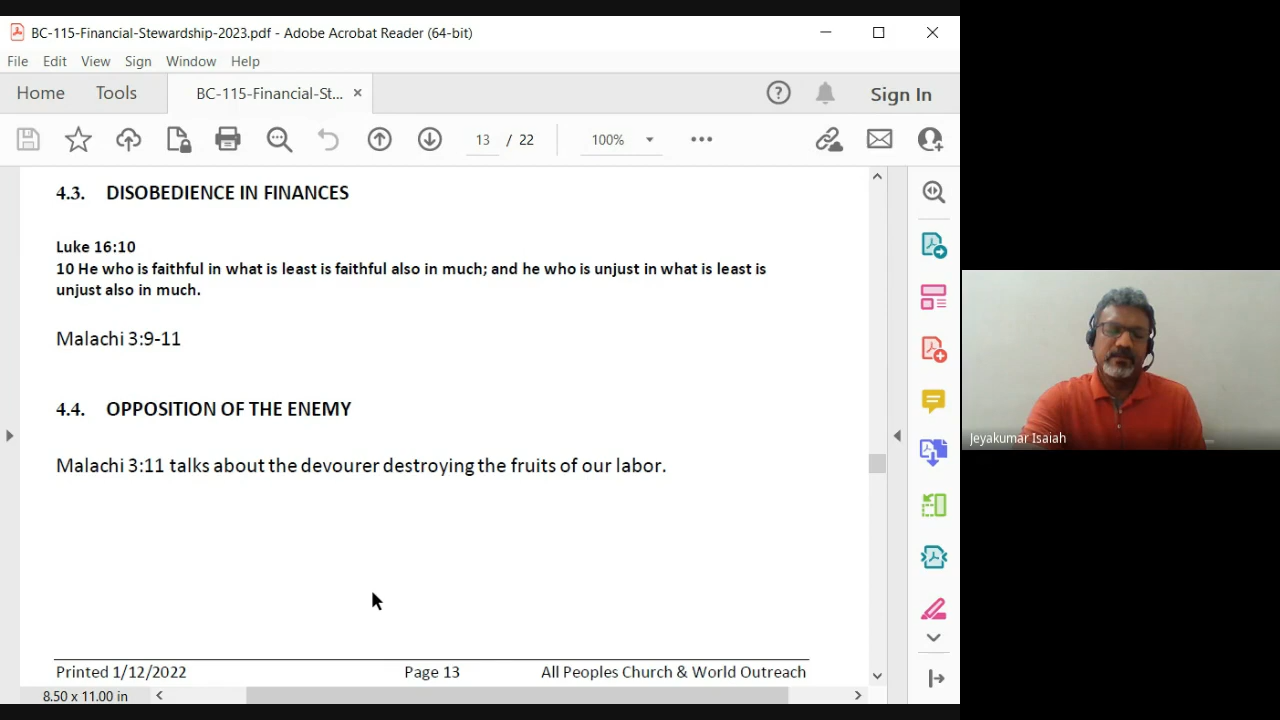 BC-115-Financial-Stewardship-2023.pdf - Adobe Acrobat Reader (64-bit)
File Edit View Sign Window Help
Home Tools BC-115-Financial-St... × Sign In
13 / 22 100%
4.3. DISOBEDIENCE IN FINANCES
Luke 16:10
10 He who is faithful in what is least is faithful also in much; and he who is unjust in what is least is
unjust also in much.
Malachi 3:9-11
4.4. OPPOSITION OF THE ENEMY
Malachi 3:11 talks about the devourer destroying the fruits of our labor.
Printed 1/12/2022 Page 13 All Peoples Church & World Outreach
8.50 x 11.00 in
Jeyakumar Isaiah